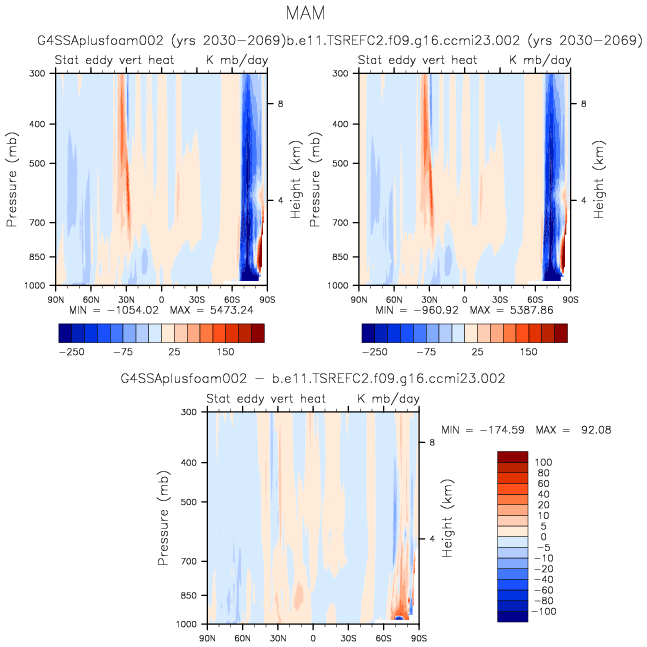 MAM
G4SSAplusfoam002 (yrs 2030-2069)b.e11.TSREFC2.f09.g16.ccmi23.002 (yrs 2030-2069)
Stat eddy vert heat K mb/day Stat eddy vert heat K mb/day
300 300
8 8
400 400
500 500
4 4
700 700
850 850
1000 1000
Pressure (mb) Height (km) Pressure (mb) Height (km)
90N 60N 30N 0 30S 60S 90S 90N 60N 30N 0 30S 60S 90S
MIN = -1054.02 MAX = 5473.24 MIN = -960.92 MAX = 5387.86
-250 -75 25 150 -250 -75 25 150
G4SSAplusfoam002 - b.e11.TSREFC2.f09.g16.ccmi23.002
Stat eddy vert heat K mb/day
300
8
400
500
4
700
850
1000
Pressure (mb) Height (km)
90N 60N 30N 0 30S 60S 90S
MIN = -174.59 MAX = 92.08
100
80
60
40
20
10
5
0
-5
-10
-20
-40
-60
-80
-100